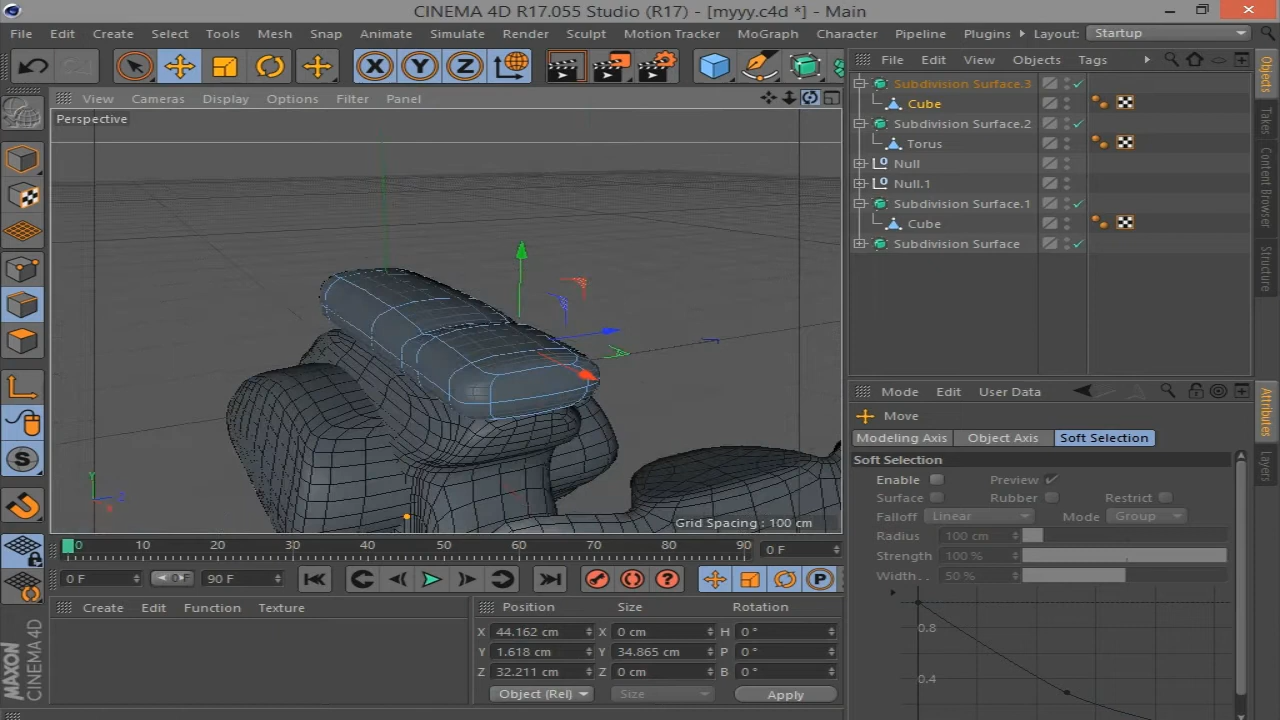 CINEMA 4D R17.055 Studio (R17) - [myyy.c4d *] - Main
File Edit Create Select Tools Mesh Snap Animate Simulate Render Sculpt Motion Tracker MoGraph Character Pipeline Plugins Layout: Startup
X Y Z
File Edit View Objects Tags
View Cameras Display Options Filter Panel
Perspective
Subdivision Surface.3
Cube
Subdivision Surface.2
Torus
Null
Null.1
Subdivision Surface.1
Cube
Subdivision Surface
Objects
Takes
Content Browser
Structure
Y
Z
X
Grid Spacing : 100 cm
0 10 20 30 40 50 60 70 80 90 0 F
0 F 90 F
P
Create Edit Function Texture
Position Size Rotation
X 44.162 cm X 0 cm H 0 °
Y 1.618 cm Y 34.865 cm P 0 °
Z 32.211 cm Z 0 cm B 0 °
Object (Rel) Size Apply
MAXON CINEMA 4D
Mode Edit User Data
Move
Modeling Axis Object Axis Soft Selection
Soft Selection
Enable Preview
Surface Rubber Restrict
Falloff Linear Mode Group
Radius 100 cm
Strength 100 %
Width . . 50 %
0.8
0.4
Attributes
Layers